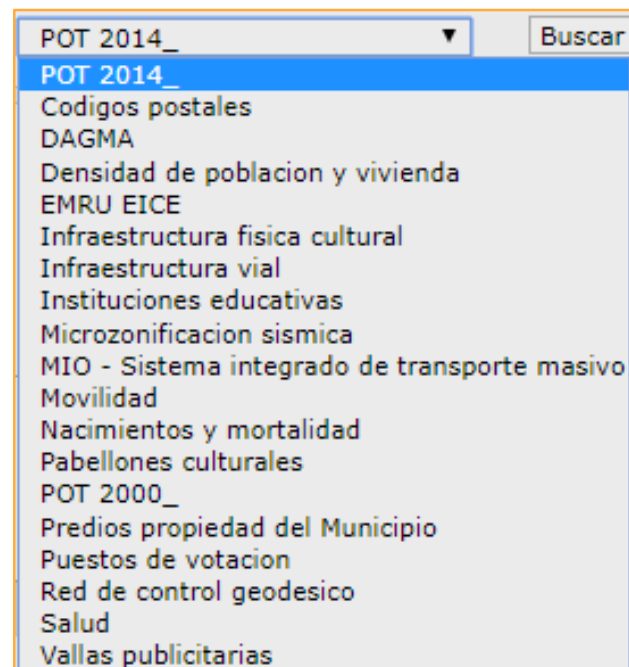 POT 2014_ ▼ Buscar
POT 2014_
Codigos postales
DAGMA
Densidad de poblacion y vivienda
EMRU EICE
Infraestructura fisica cultural
Infraestructura vial
Instituciones educativas
Microzonificacion sismica
MIO - Sistema integrado de transporte masivo
Movilidad
Nacimientos y mortalidad
Pabellones culturales
POT 2000_
Predios propiedad del Municipio
Puestos de votacion
Red de control geodesico
Salud
Vallas publicitarias